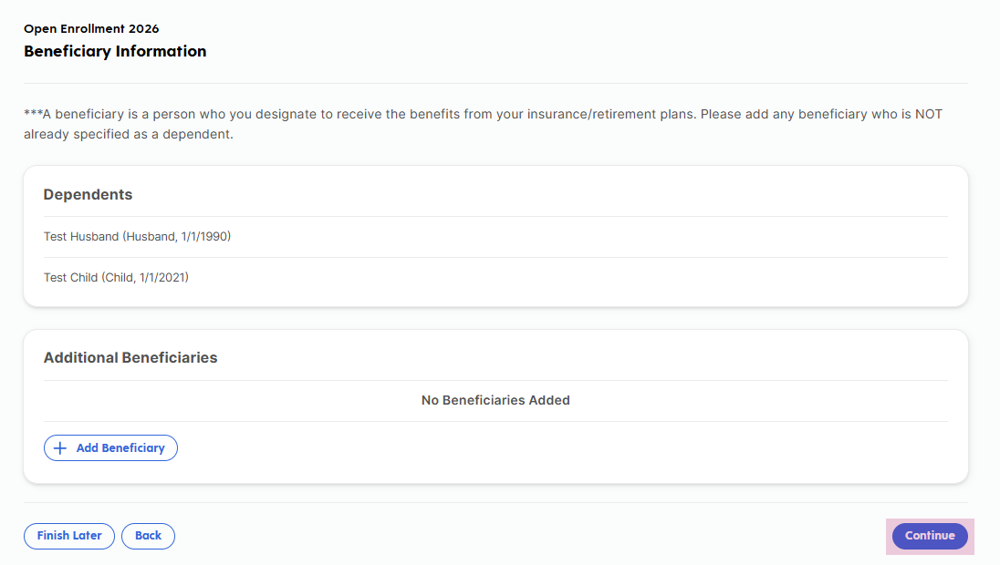 Open Enrollment 2026
Beneficiary Information
***A beneficiary is a person who you designate to receive the benefits from your insurance/retirement plans. Please add any beneficiary who is NOT
already specified as a dependent.
Dependents
Test Husband (Husband, 1/1/1990)
Test Child (Child, 1/1/2021)
Additional Beneficiaries
No Beneficiaries Added
Add Beneficiary
Finish Later Back Continue